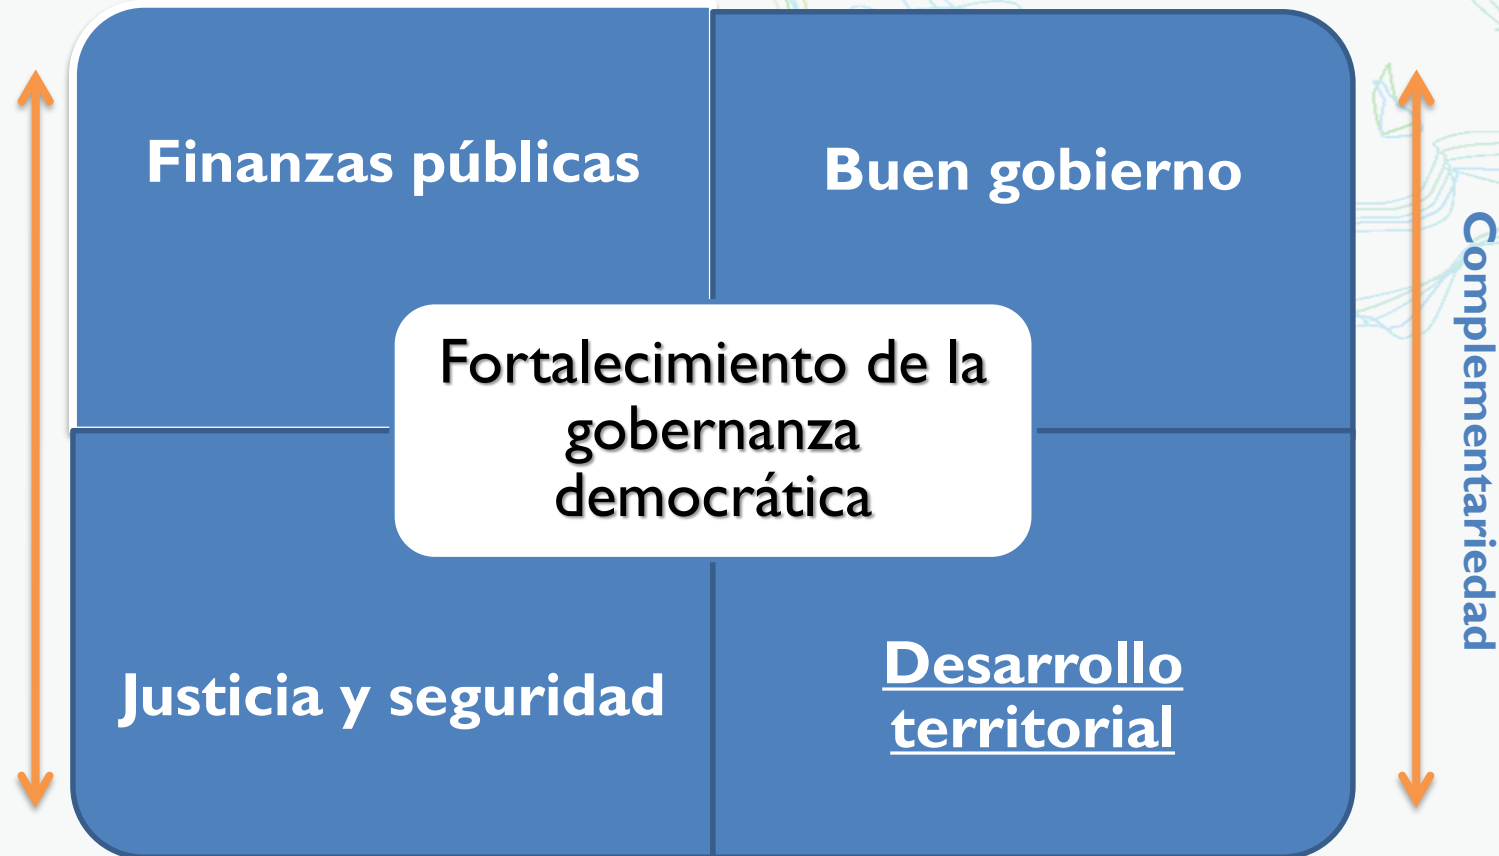 Finanzas públicas
Buen gobierno
Fortalecimiento de la
gobernanza
democrática
Justicia y seguridad
Desarrollo
territorial
Complementariedad